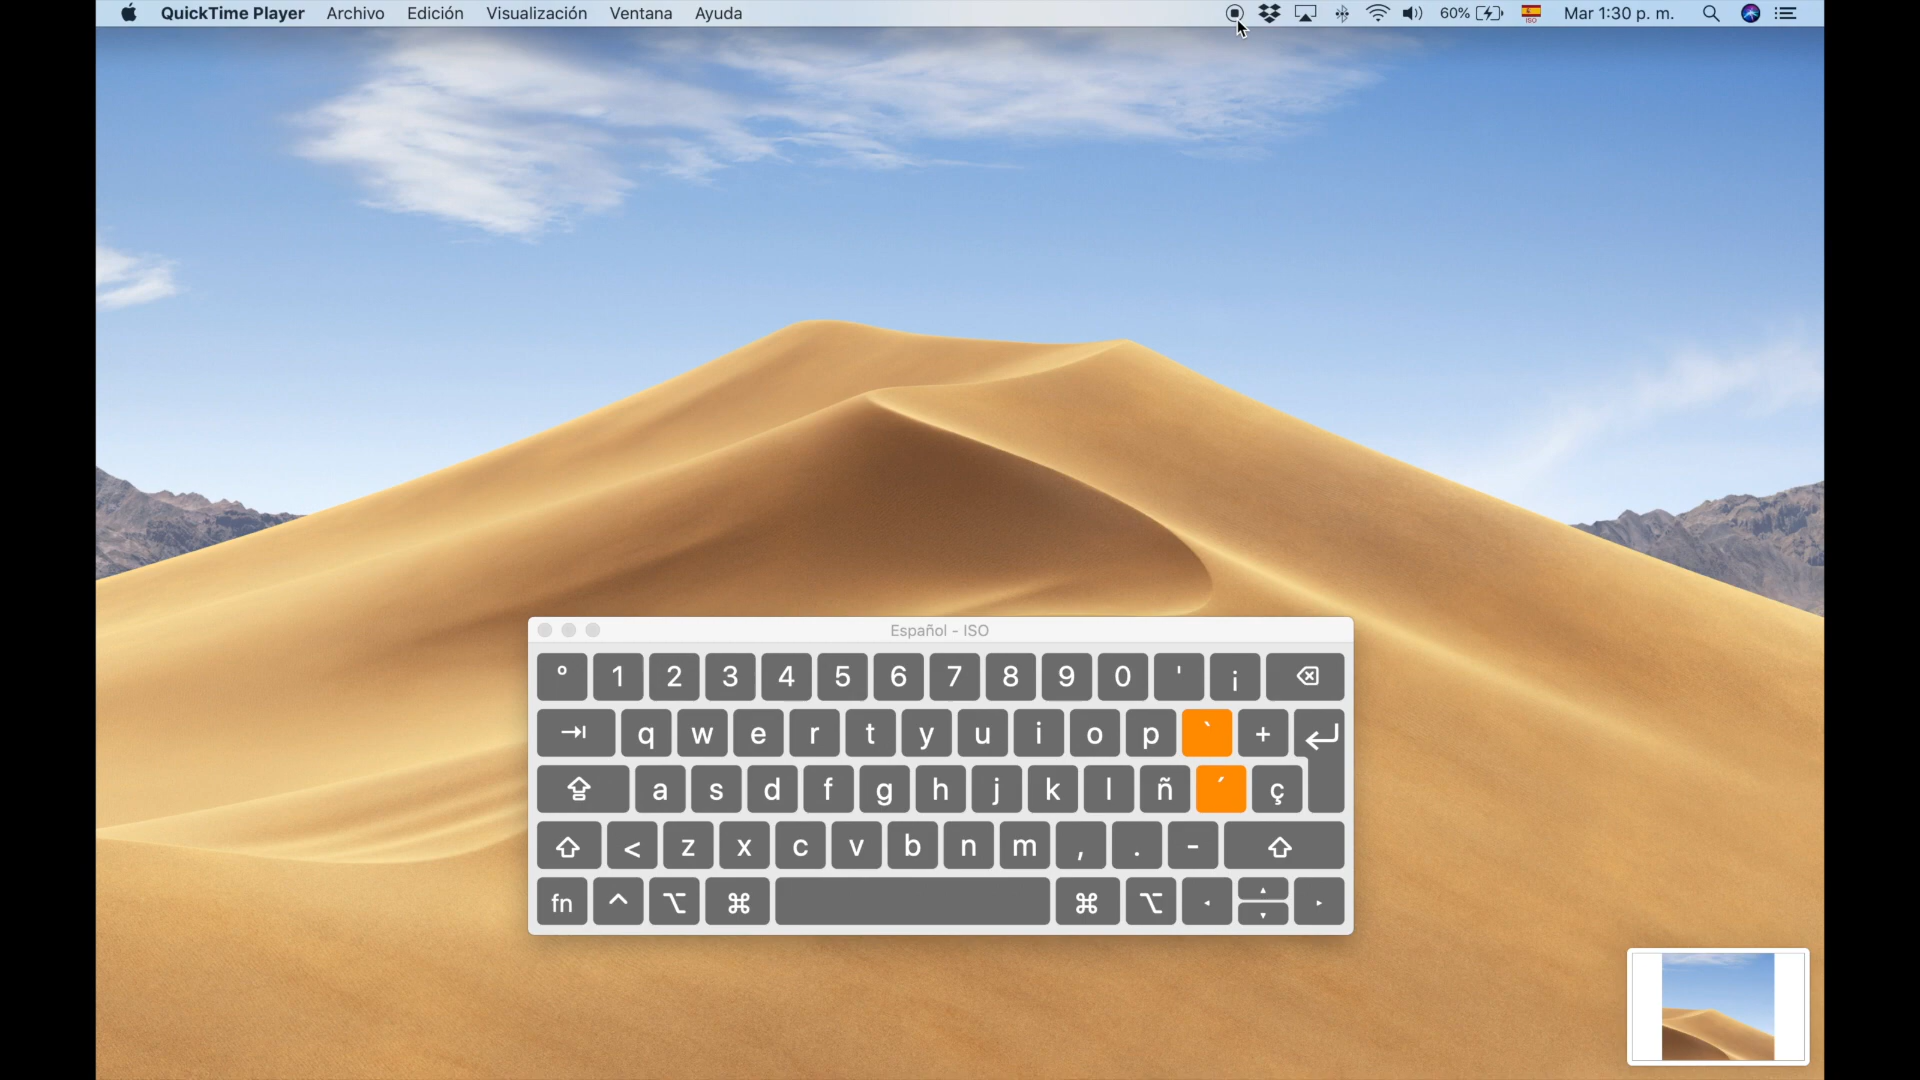 QuickTime Player Archivo Edición Visualización Ventana Ayuda 60% ISO Mar 1:30 p. m.
Español - ISO
º 1 2 3 4 5 6 7 8 9 0 ' ¡
q w e r t y u i o p ` +
a s d f g h j k l ñ ´ ç
< z x c v b n m , . -
fn ^ ⌥ ⌘ ⌘ ⌥